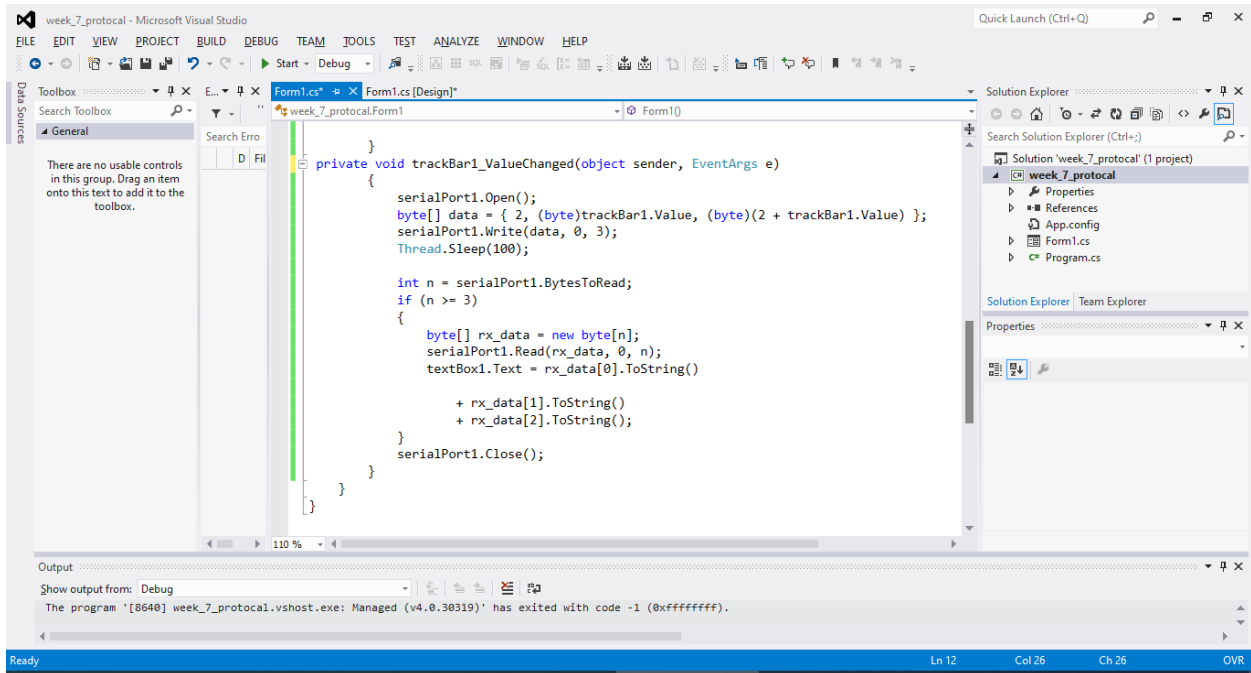 week_7_protocal - Microsoft Visual Studio
Quick Launch (Ctrl+Q)
FILE EDIT VIEW PROJECT BUILD DEBUG TEAM TOOLS TEST ANALYZE WINDOW HELP
Start Debug
Data Sources
Toolbox
Search Toolbox
General
There are no usable controls
in this group. Drag an item
onto this text to add it to the
toolbox.
E...
Search Erro
D Fil
Form1.cs* Form1.cs [Design]*
week_7_protocal.Form1 Form1()
}
private void trackBar1_ValueChanged(object sender, EventArgs e)
{
serialPort1.Open();
byte[] data = { 2, (byte)trackBar1.Value, (byte)(2 + trackBar1.Value) };
serialPort1.Write(data, 0, 3);
Thread.Sleep(100);
int n = serialPort1.BytesToRead;
if (n >= 3)
{
byte[] rx_data = new byte[n];
serialPort1.Read(rx_data, 0, n);
textBox1.Text = rx_data[0].ToString()
+ rx_data[1].ToString()
+ rx_data[2].ToString();
}
serialPort1.Close();
}
}
}
110 %
Solution Explorer
Search Solution Explorer (Ctrl+;)
Solution 'week_7_protocal' (1 project)
C# week_7_protocal
Properties
References
App.config
Form1.cs
C# Program.cs
Solution Explorer Team Explorer
Properties
Output
Show output from: Debug
The program '[8640] week_7_protocal.vshost.exe: Managed (v4.0.30319)' has exited with code -1 (0xffffffff).
Ready Ln 12 Col 26 Ch 26 OVR